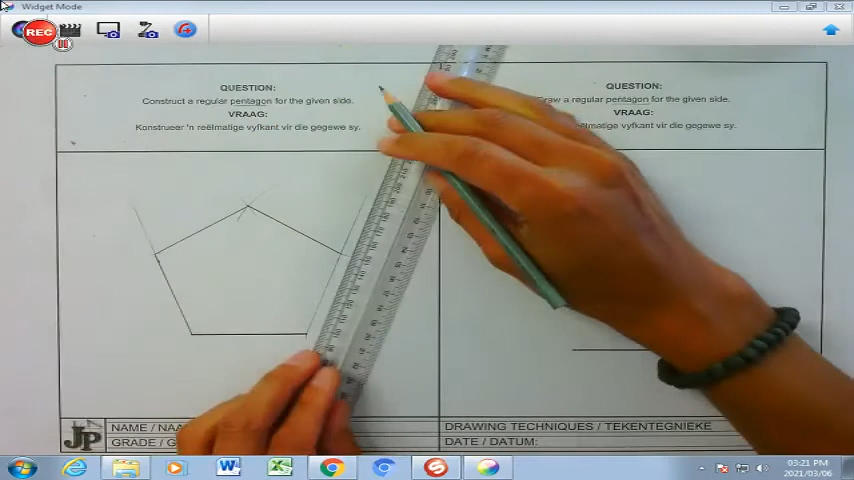 Widget Mode
REC
QUESTION:
Construct a regular pentagon for the given side.
VRAAG:
Konstrueer 'n reëlmatige vyfkant vir die gegewe sy.
QUESTION:
Draw a regular pentagon for the given side.
VRAAG:
reëlmatige vyfkant vir die gegewe sy.
JP
NAME / NAA
GRADE / G
DRAWING TECHNIQUES / TEKENTEGNIEKE
DATE / DATUM:
03:21 PM
2021/03/06